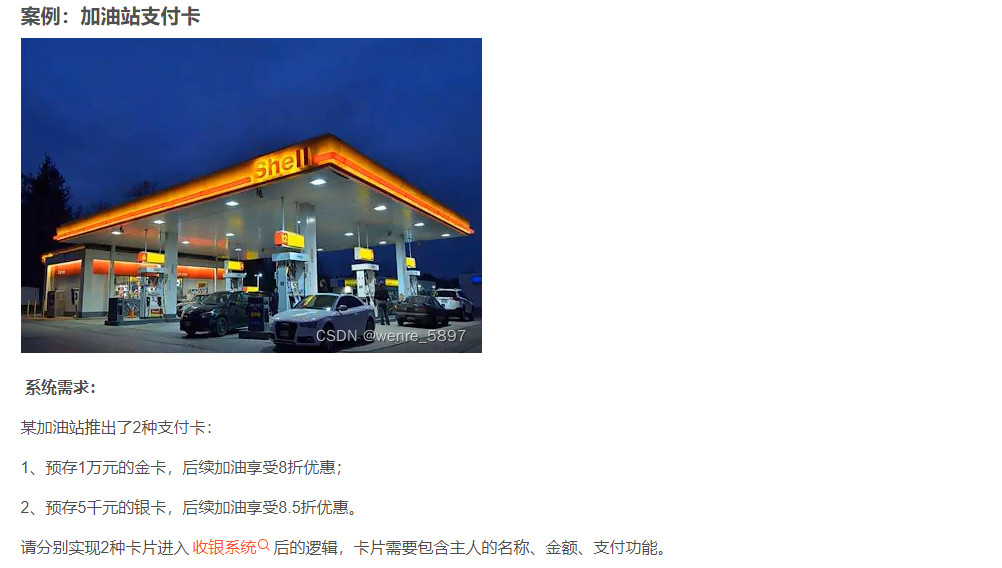 案例：加油站支付卡
Shell
CSDN @wenre_5897
系统需求：
某加油站推出了2种支付卡：
1、预存1万元的金卡，后续加油享受8折优惠；
2、预存5千元的银卡，后续加油享受8.5折优惠。
请分别实现2种卡片进入 收银系统 后的逻辑，卡片需要包含主人的名称、金额、支付功能。